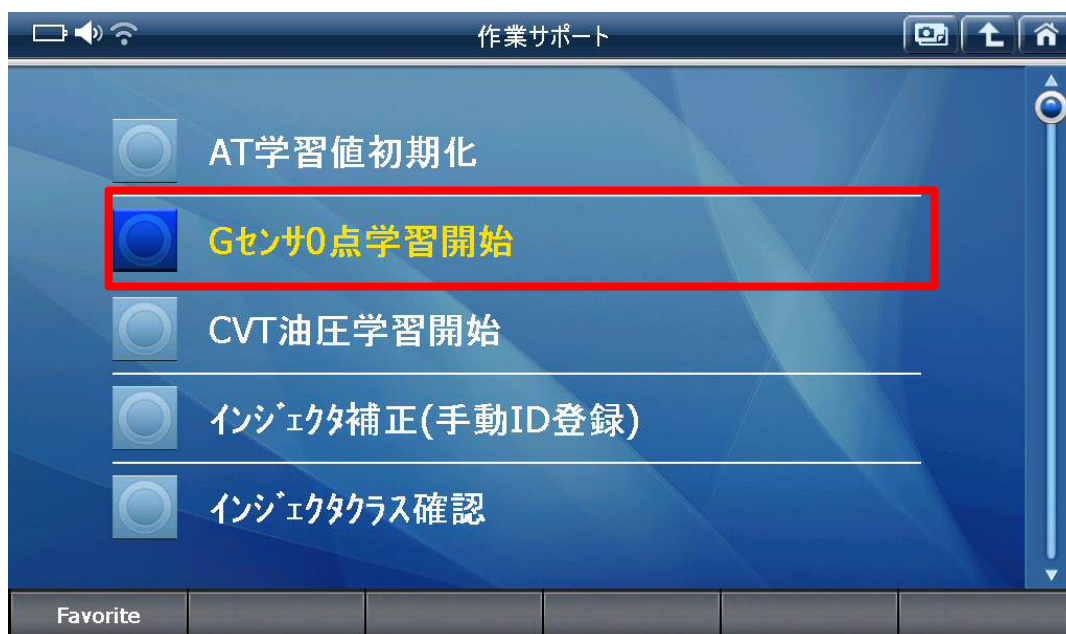 作業サポート
AT学習値初期化
Gｾﾝｻ0点学習開始
CVT油圧学習開始
ｲﾝｼﾞｪｸﾀ補正(手動ID登録)
ｲﾝｼﾞｪｸﾀｸﾗｽ確認
Favorite